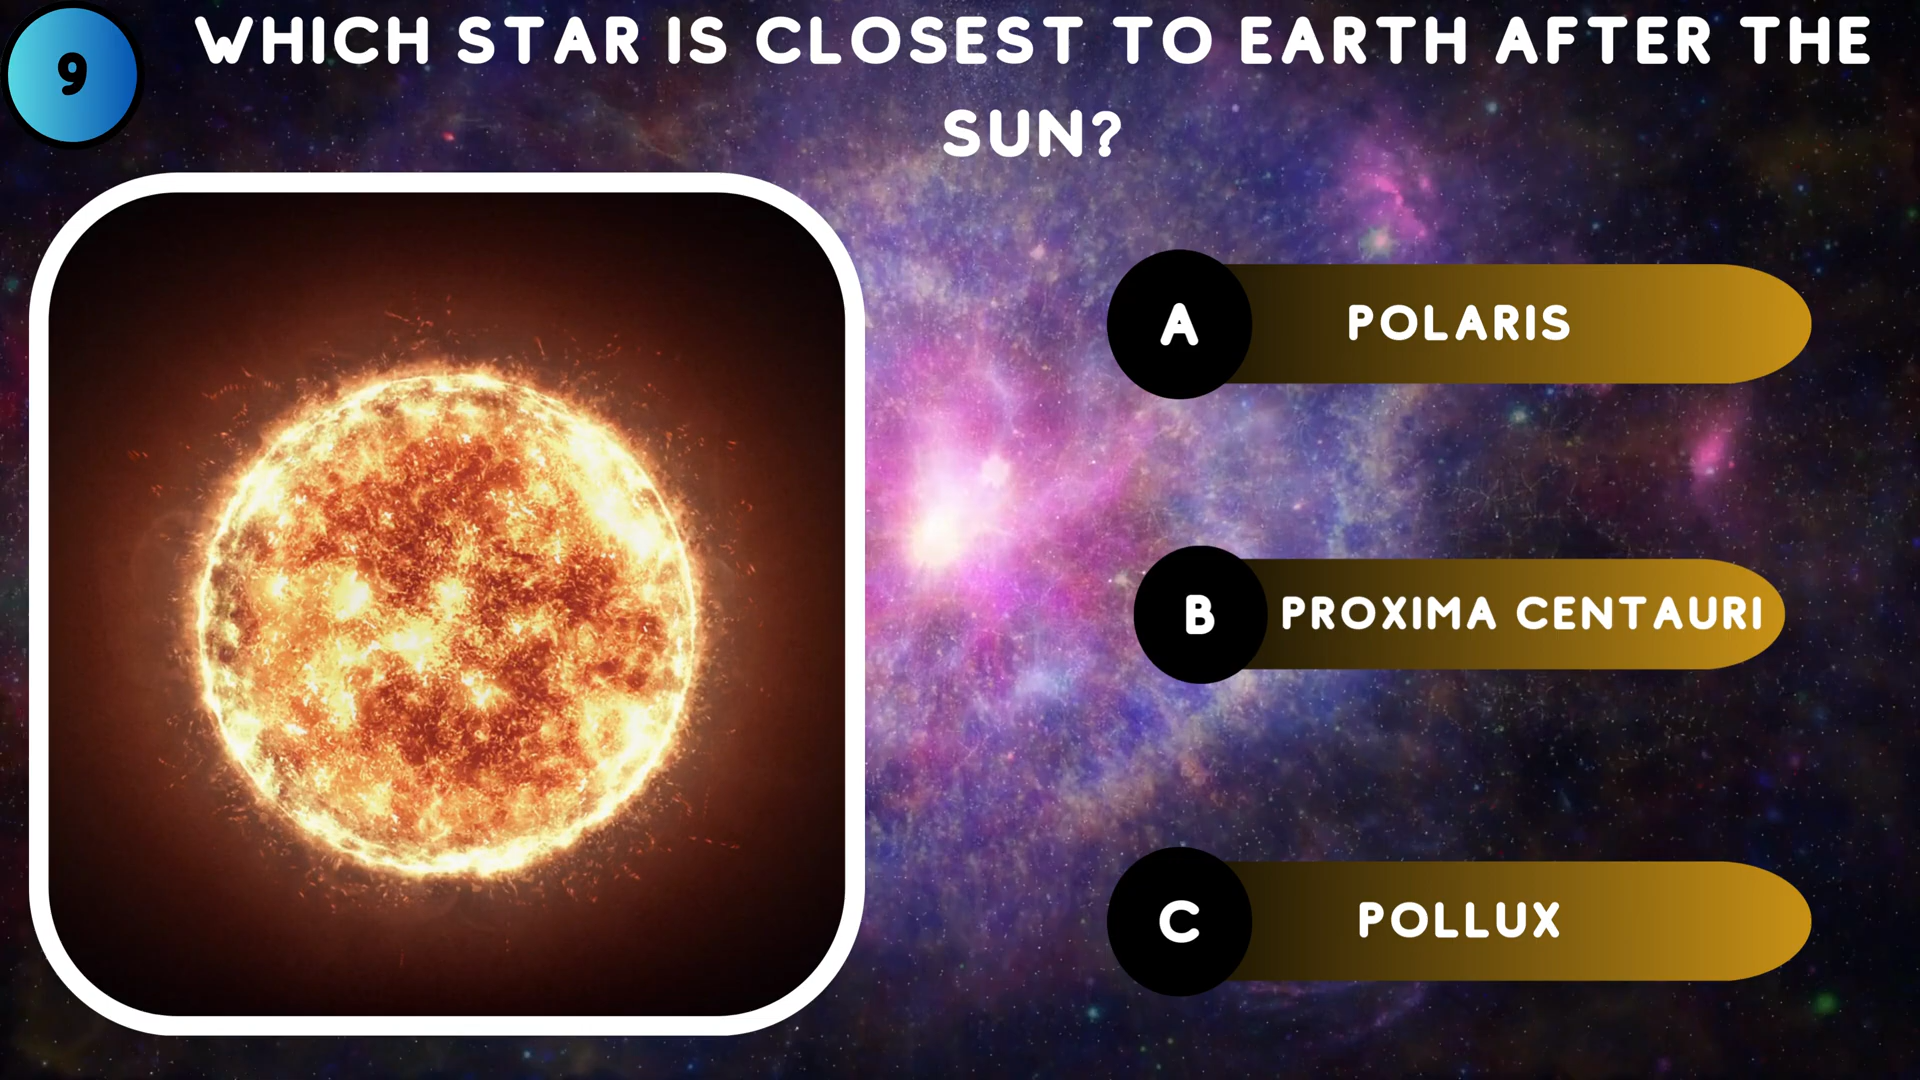 9
WHICH STAR IS CLOSEST TO EARTH AFTER THE
SUN?
A POLARIS
B PROXIMA CENTAURI
C POLLUX